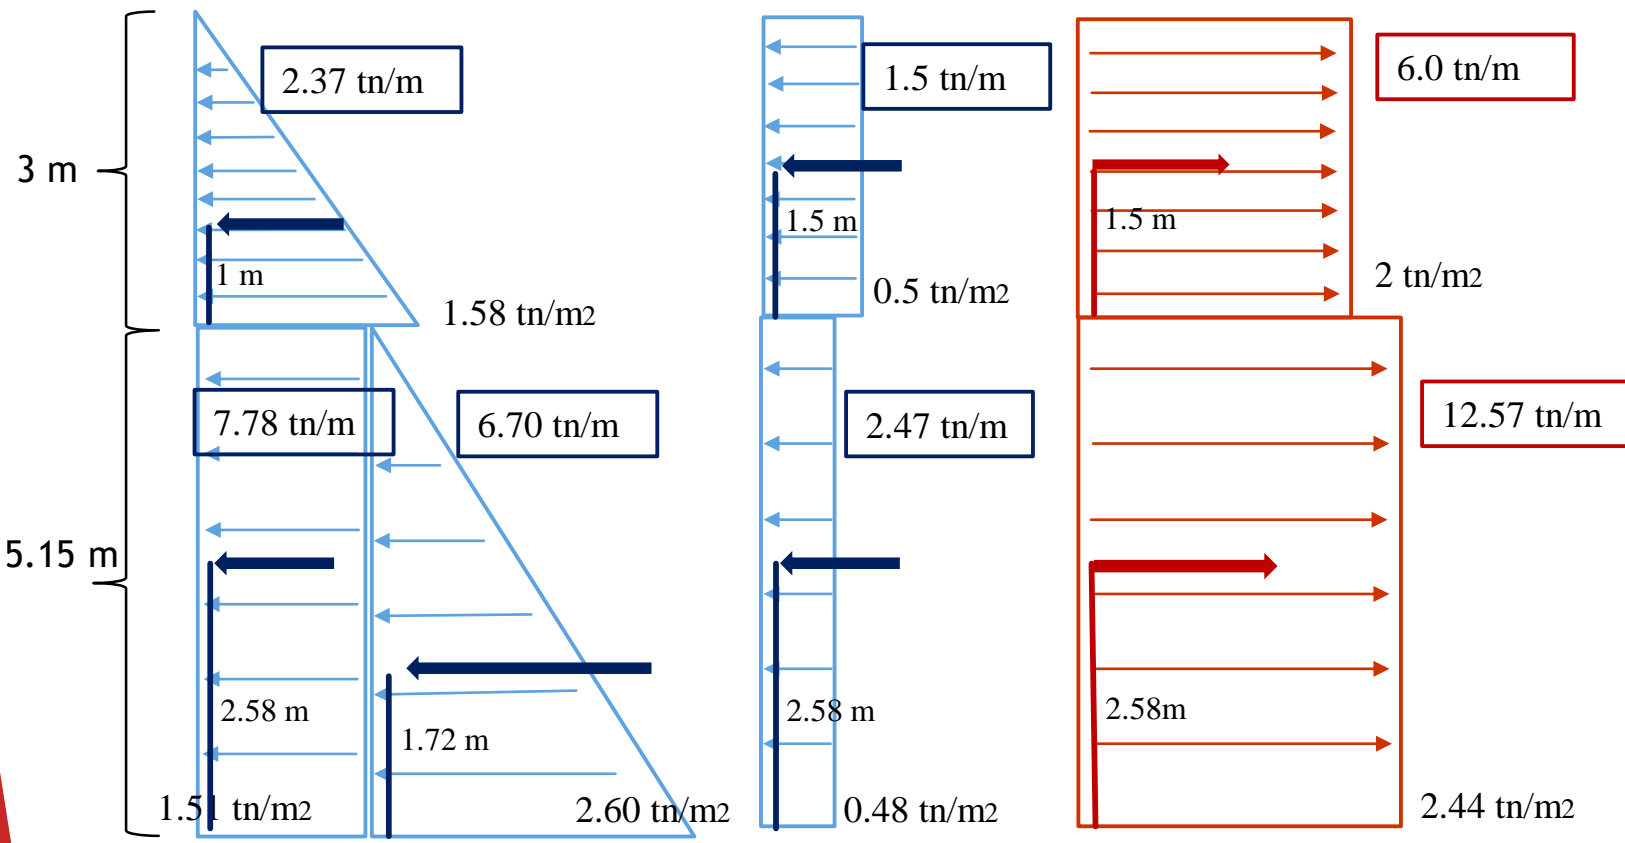 2.37 tn/m
1.5 tn/m
6.0 tn/m
3 m
1 m
1.5 m
1.5 m
1.58 tn/m2
0.5 tn/m2
2 tn/m2
7.78 tn/m
6.70 tn/m
2.47 tn/m
12.57 tn/m
5.15 m
2.58 m
1.72 m
2.58 m
2.58m
1.51 tn/m2
2.60 tn/m2
0.48 tn/m2
2.44 tn/m2